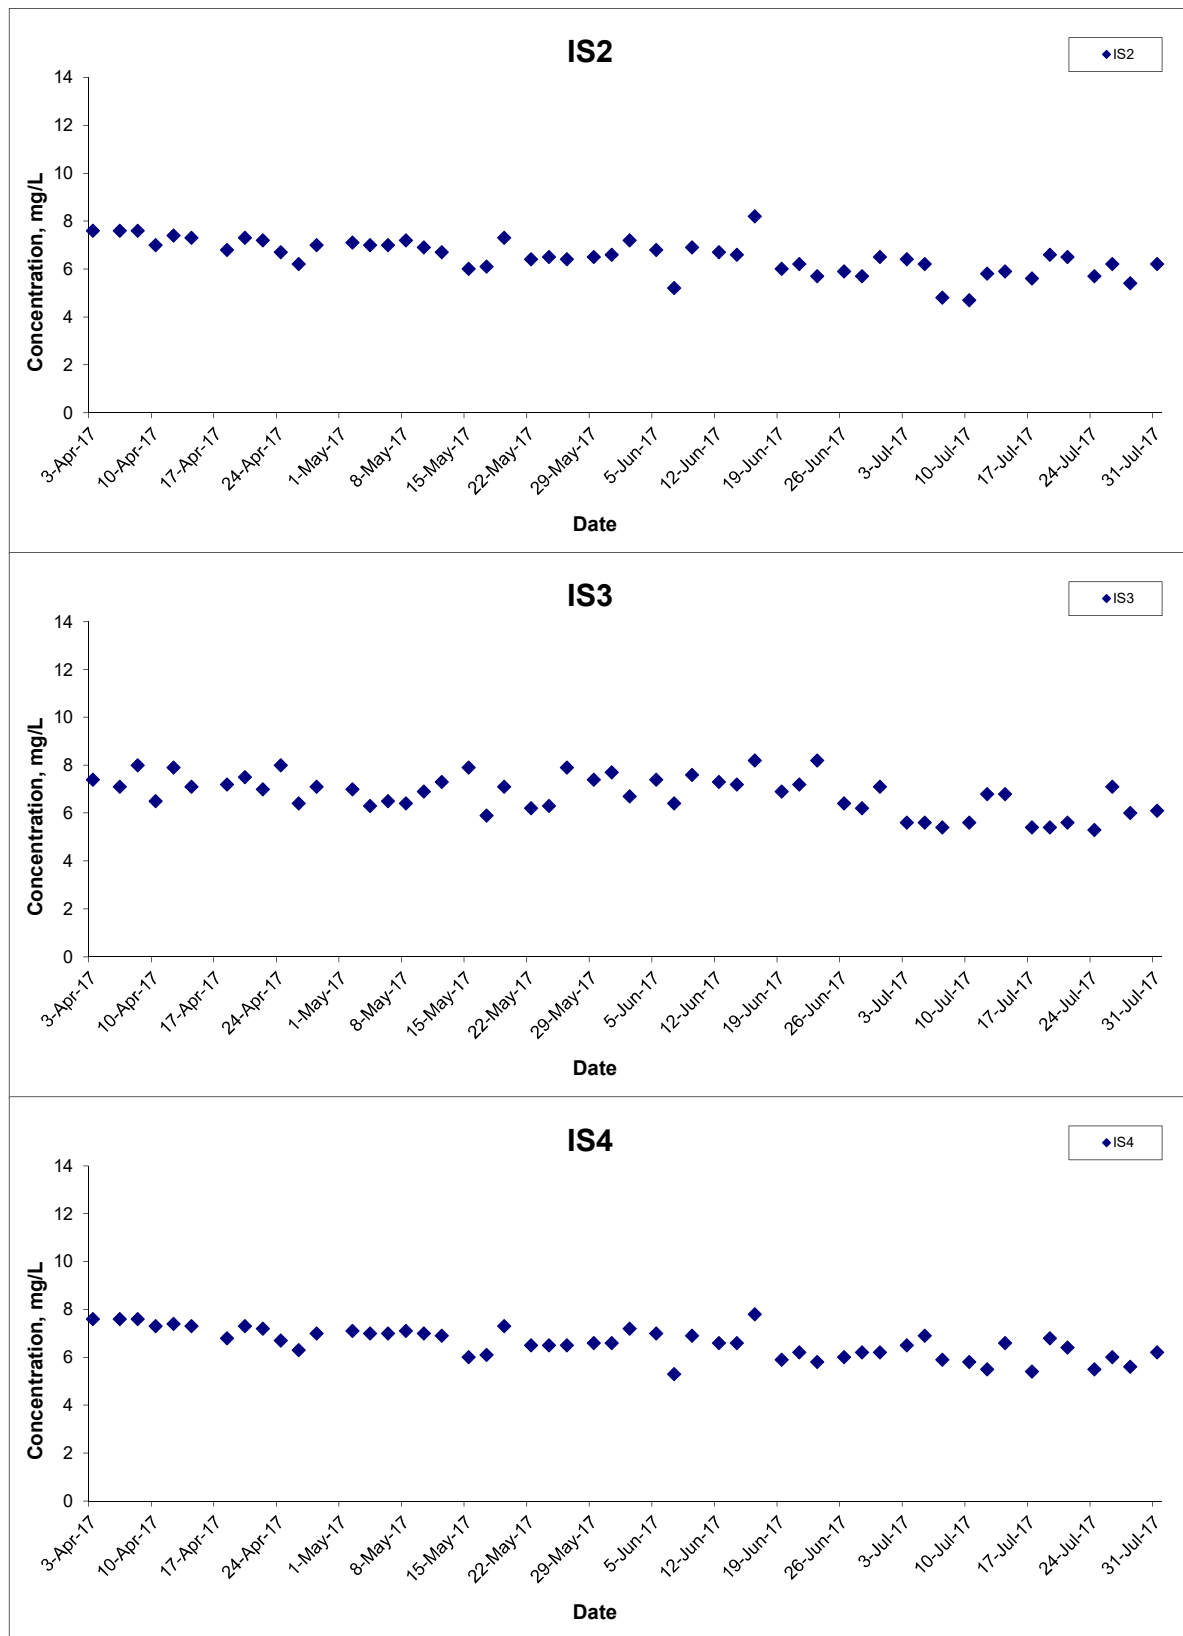 IS2
IS2
14
12
10
8
6
4
2
0
Concentration, mg/L
3-Apr-17 10-Apr-17 17-Apr-17 24-Apr-17 1-May-17 8-May-17 15-May-17 22-May-17 29-May-17 5-Jun-17 12-Jun-17 19-Jun-17 26-Jun-17 3-Jul-17 10-Jul-17 17-Jul-17 24-Jul-17 31-Jul-17
Date
IS3
IS3
14
12
10
8
6
4
2
0
Concentration, mg/L
3-Apr-17 10-Apr-17 17-Apr-17 24-Apr-17 1-May-17 8-May-17 15-May-17 22-May-17 29-May-17 5-Jun-17 12-Jun-17 19-Jun-17 26-Jun-17 3-Jul-17 10-Jul-17 17-Jul-17 24-Jul-17 31-Jul-17
Date
IS4
IS4
14
12
10
8
6
4
2
0
Concentration, mg/L
3-Apr-17 10-Apr-17 17-Apr-17 24-Apr-17 1-May-17 8-May-17 15-May-17 22-May-17 29-May-17 5-Jun-17 12-Jun-17 19-Jun-17 26-Jun-17 3-Jul-17 10-Jul-17 17-Jul-17 24-Jul-17 31-Jul-17
Date